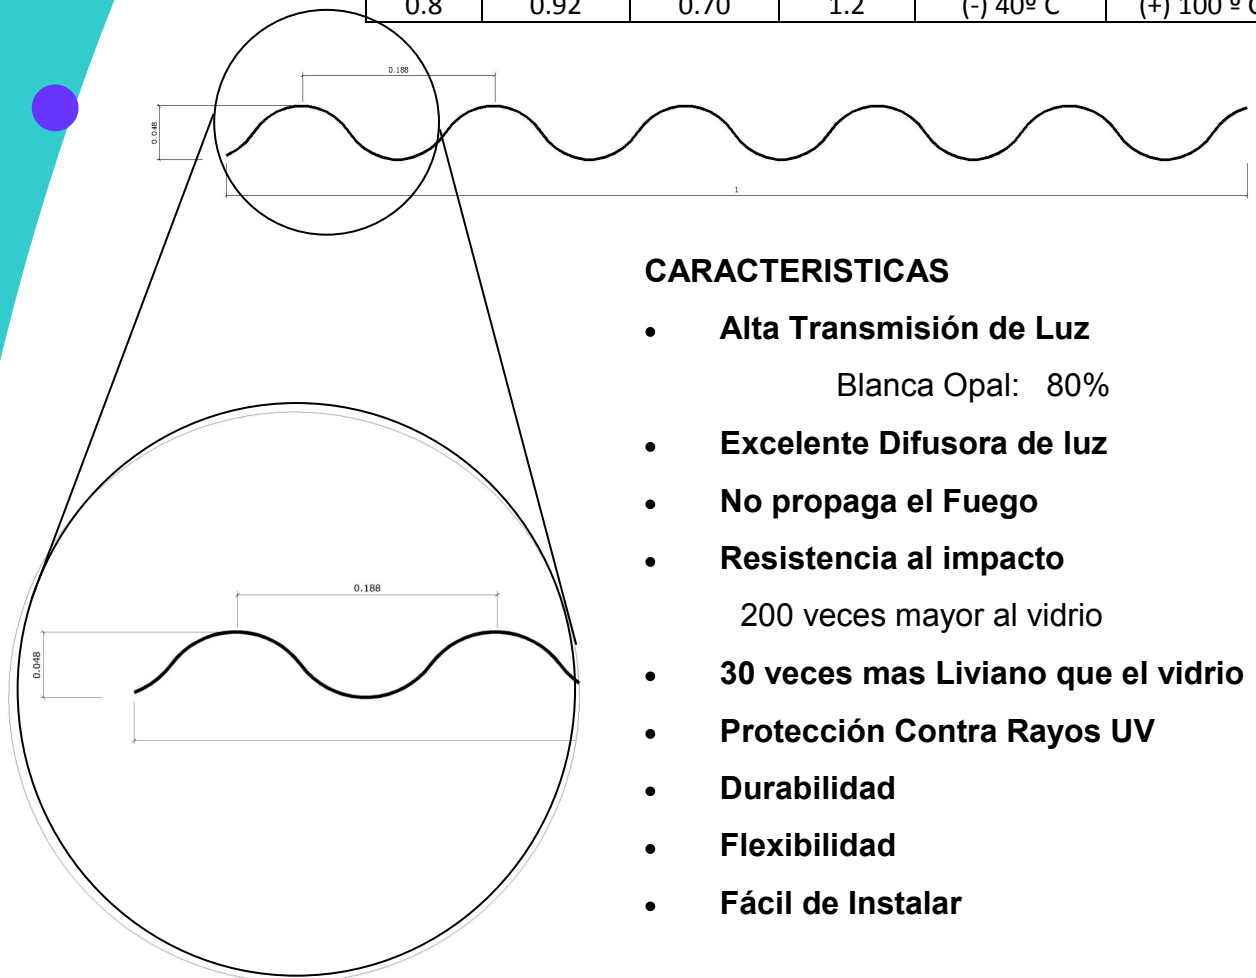 0.8 0.92 0.70 1.2 (-) 40º C (+) 100 º C
0.188
0.048
1
CARACTERISTICAS
• Alta Transmisión de Luz
Blanca Opal: 80%
• Excelente Difusora de luz
• No propaga el Fuego
• Resistencia al impacto
200 veces mayor al vidrio
• 30 veces mas Liviano que el vidrio
• Protección Contra Rayos UV
• Durabilidad
• Flexibilidad
• Fácil de Instalar
0.188
0.048